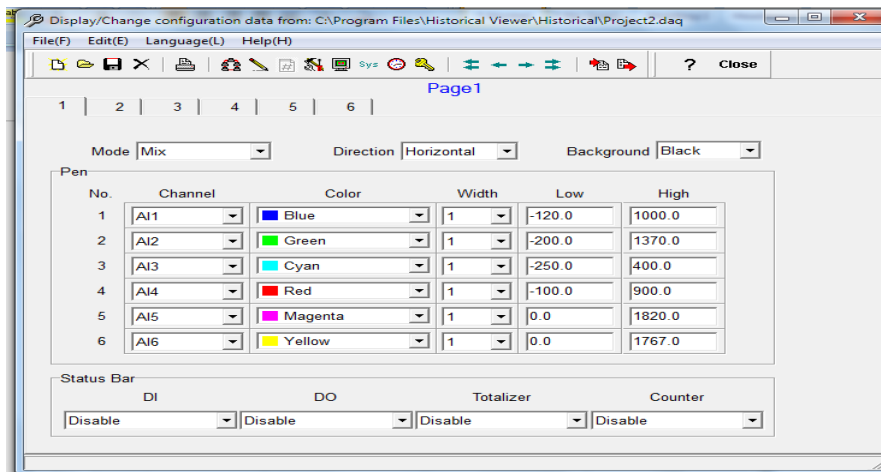 Display/Change configuration data from: C:\Program Files\Historical Viewer\Historical\Project2.daq
File(F) Edit(E) Language(L) Help(H)
Sys ? Close
Page1
1 2 3 4 5 6
Mode Mix Direction Horizontal Background Black
Pen
No. Channel Color Width Low High
1 AI1 Blue 1 -120.0 1000.0
2 AI2 Green 1 -200.0 1370.0
3 AI3 Cyan 1 -250.0 400.0
4 AI4 Red 1 -100.0 900.0
5 AI5 Magenta 1 0.0 1820.0
6 AI6 Yellow 1 0.0 1767.0
Status Bar
DI DO Totalizer Counter
Disable Disable Disable Disable